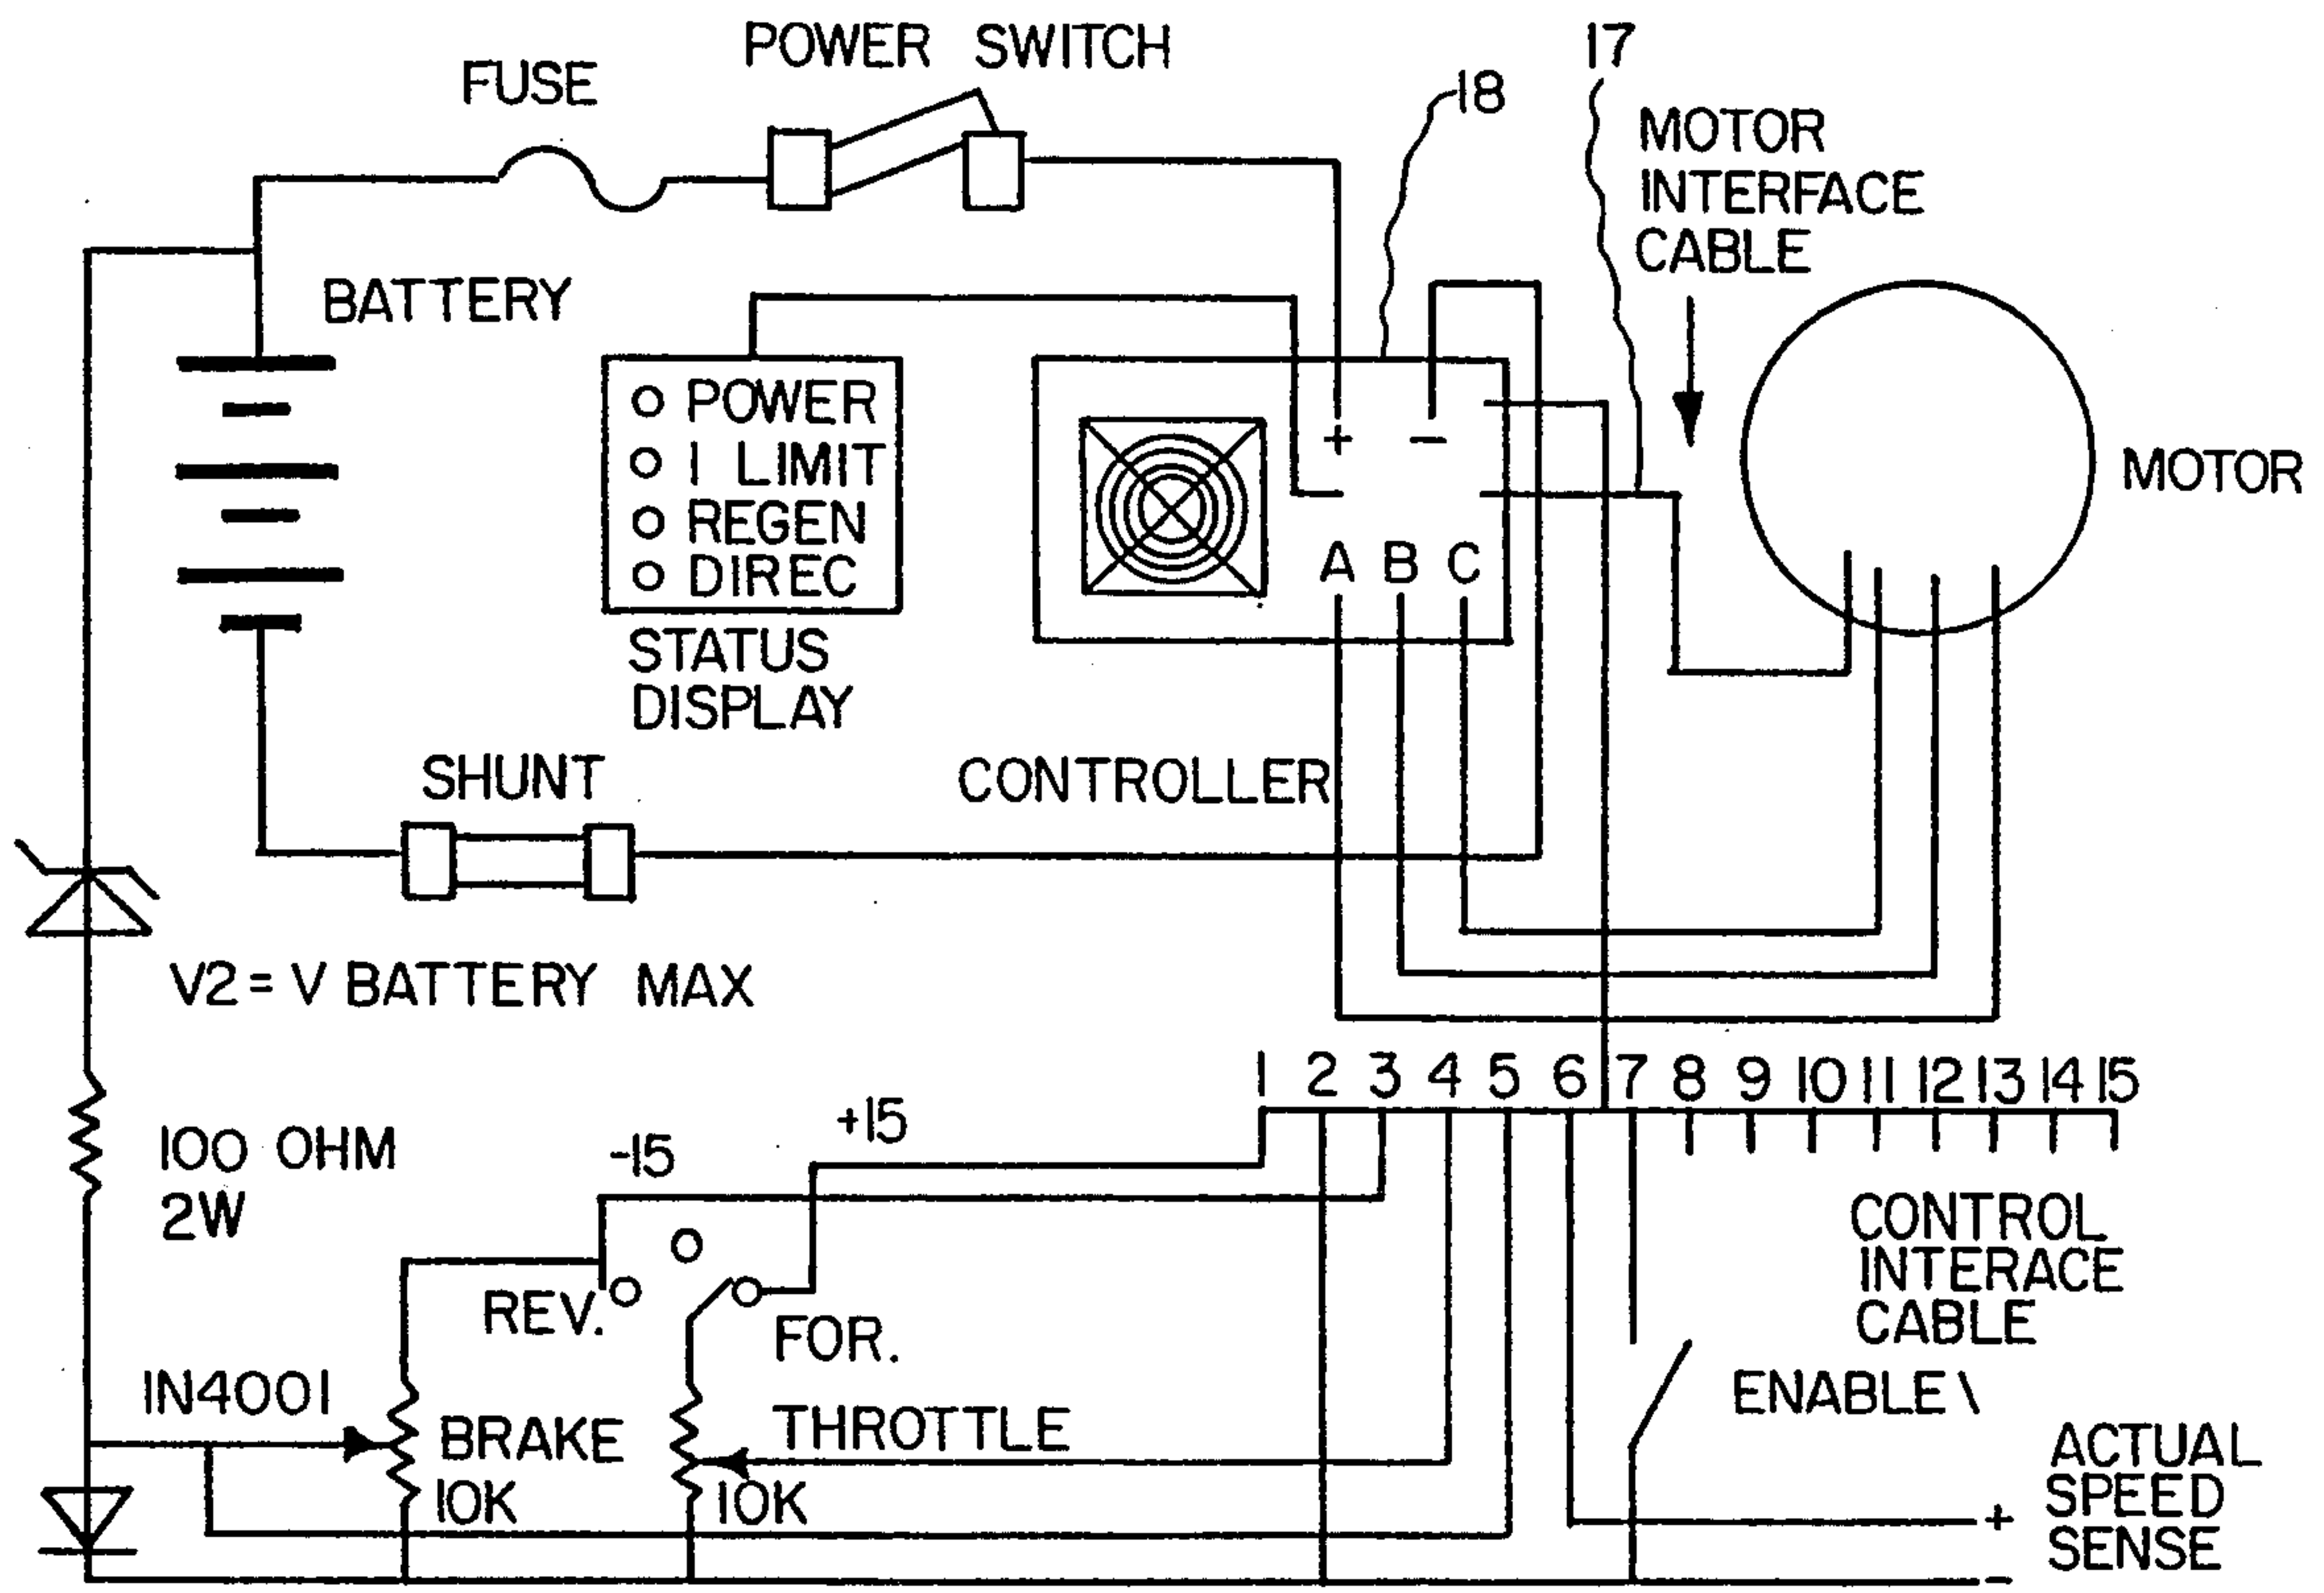 POWER SWITCH
17
FUSE
18
MOTOR
INTERFACE
CABLE
BATTERY
POWER
I LIMIT
REGEN
DIREC
+ −
−
A B C
MOTOR
STATUS
DISPLAY
SHUNT
CONTROLLER
V2 = V BATTERY MAX
1 2 3 4 5 6 7 8 9 10 11 12 13 14 15
100 OHM
2W
-15
+15
CONTROL
INTERACE
CABLE
REV.
FOR.
IN4001
BRAKE
10K
THROTTLE
10K
ENABLE \
ACTUAL
SPEED
SENSE
+
−